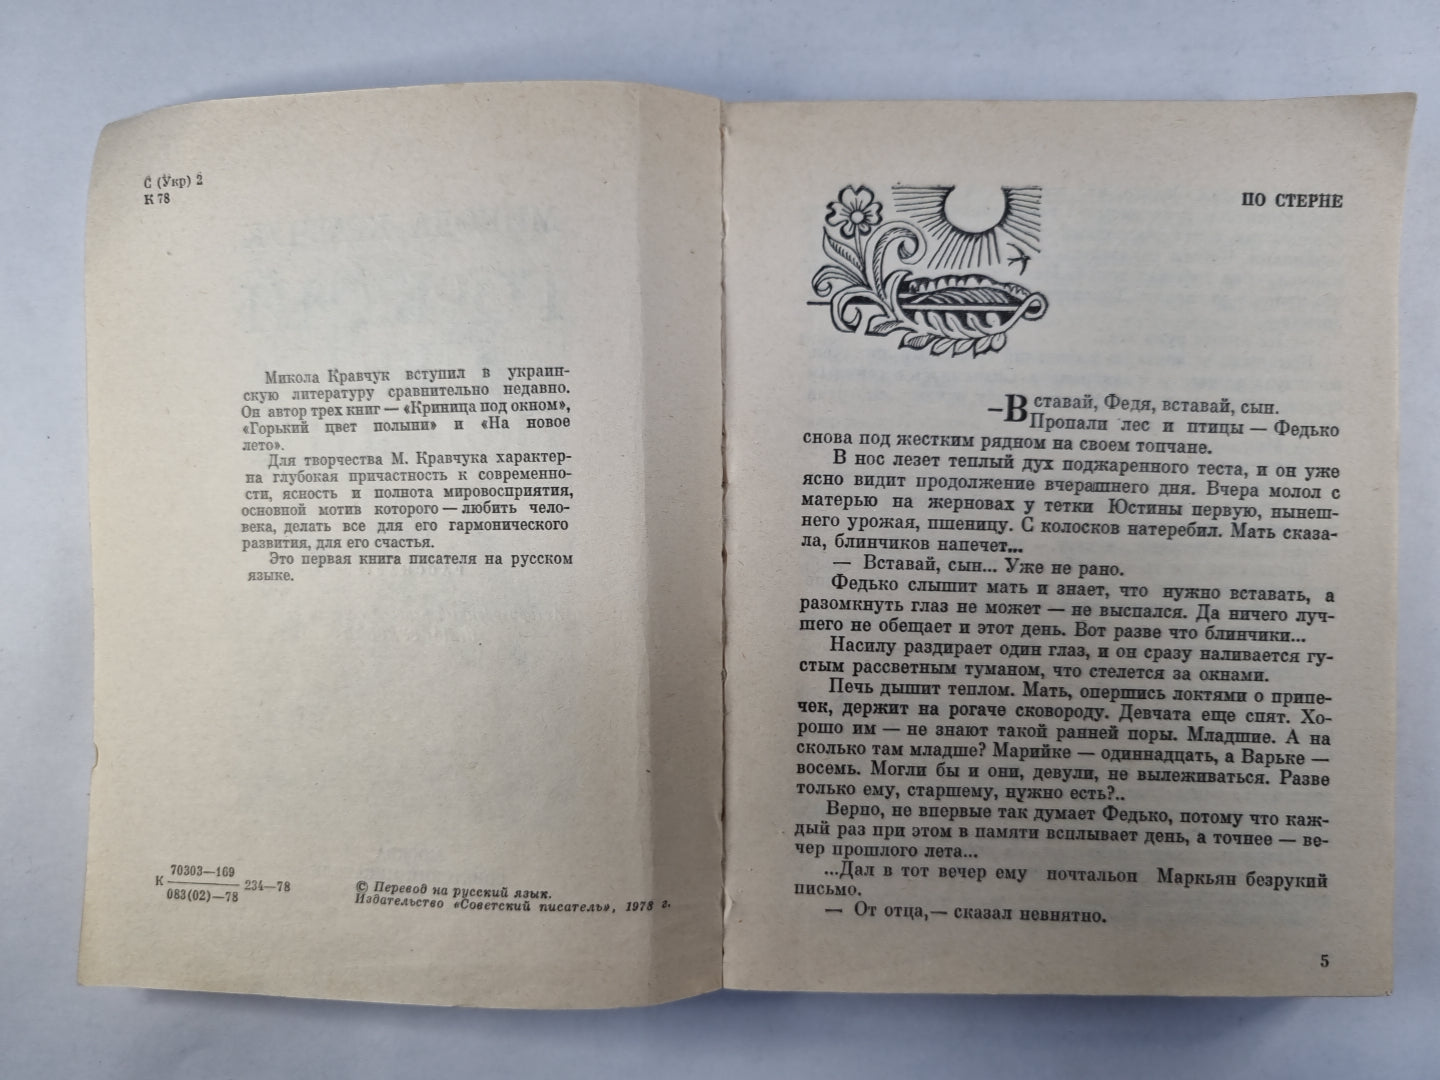 С (Укр) 2
К 78
Микола Кравчук вступил в украин-
скую литературу сравнительно недавно.
Он автор трех книг — «Криница под окном»,
«Горький цвет полыни» и «На новое
лето».
Для творчества М. Кравчука характер-
на глубокая причастность к современно-
сти, ясность и полнота мировосприятия,
основной мотив которого — любить чело-
века, делать все для его гармонического
развития, для его счастья.
Это первая книга писателя на русском
языке.
70303—169
К 234—78
083(02)—78
© Перевод на русский язык.
Издательство «Советский писатель», 1978 г.
ПО СТЕРНЕ
—Вставай, Федя, вставай, сын.
Пропали лес и птицы — Федько
снова под жестким рядном на своем топчане.
В нос лезет теплый дух поджаренного теста, и он уже
ясно видит продолжение вчерашнего дня. Вчера молол с
матерью на жерновах у тетки Юстины первую, нынеш-
него урожая, пшеницу. С колосков натеребил. Мать сказа-
ла, блинчиков напечет...
— Вставай, сын... Уже не рано.
Федько слышит мать и знает, что нужно вставать, а
разомкнуть глаз не может — не выспался. Да ничего луч-
шего не обещает и этот день. Вот разве что блинчики...
Насилу раздирает один глаз, и он сразу наливается гу-
стым рассветным туманом, что стелется за окнами.
Печь дышит теплом. Мать, опершись локтями о припе-
чек, держит на рогаче сковороду. Девчата еще спят. Хо-
рошо им — не знают такой ранней поры. Младшие. А на
сколько там младше? Марийке — одиннадцать, а Варьке —
восемь. Могли бы и они, девули, не вылеживаться. Разве
только ему, старшему, нужно есть?..
Верно, не впервые так думает Федько, потому что каж-
дый раз при этом в памяти всплывает день, а точнее — ве-
чер прошлого лета...
...Дал в тот вечер ему почтальон Маркьян безрукий
письмо.
— От отца,— сказал невнятно.
5